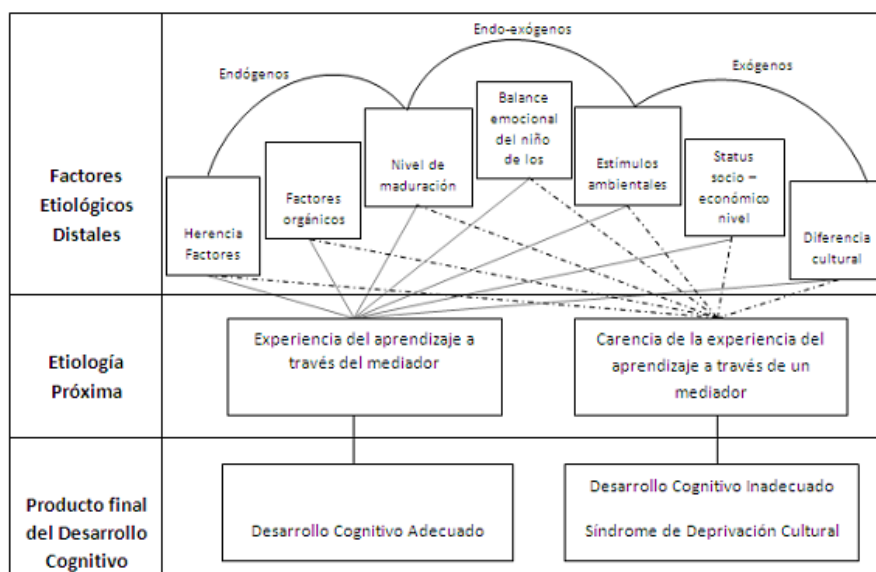 Endo-exógenos
Endógenos
Exógenos
Factores
Etiológicos
Distales
Herencia
Factores
Factores
orgánicos
Nivel de
maduración
Balance
emocional
del niño
de los
Estímulos
ambientales
Status
socio –
económico
nivel
Diferencia
cultural
Etiología
Próxima
Experiencia del aprendizaje a
través del mediador
Carencia de la experiencia del
aprendizaje a través de un
mediador
Producto final
del Desarrollo
Cognitivo
Desarrollo Cognitivo Adecuado
Desarrollo Cognitivo Inadecuado
Síndrome de Deprivación Cultural